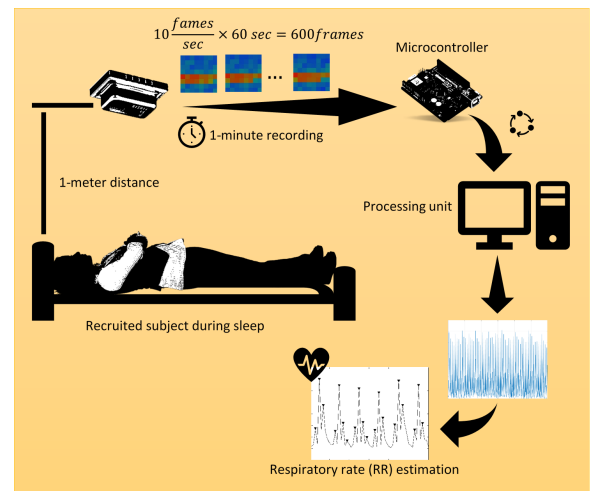 10 fames/sec × 60 sec = 600frames
Microcontroller
...
1-minute recording
1-meter distance
Processing unit
Recruited subject during sleep
Respiratory rate (RR) estimation